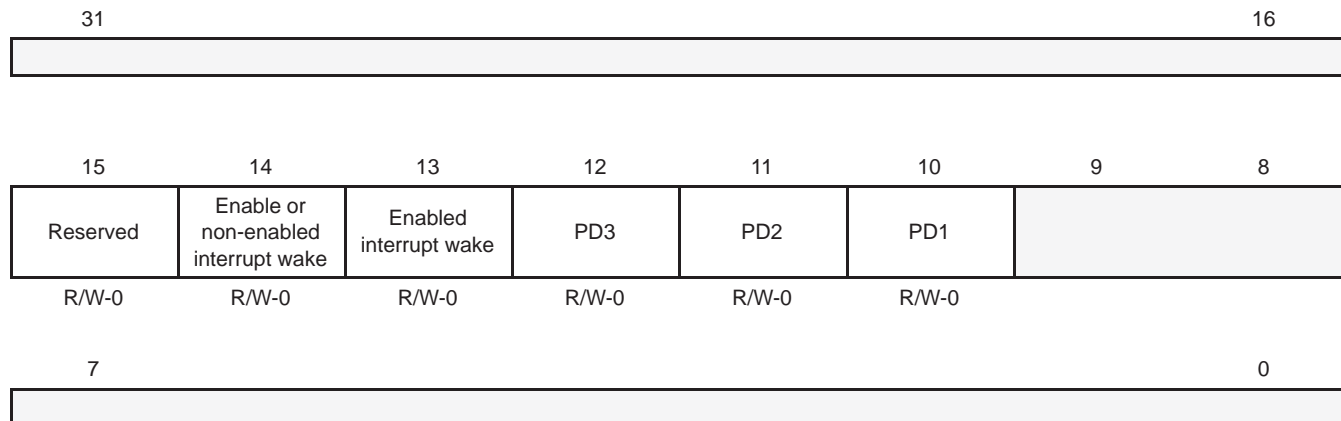 31 16
15 14 13 12 11 10 9 8
Reserved
Enable or
non-enabled
interrupt wake
Enabled
interrupt wake
PD3
PD2
PD1
R/W-0 R/W-0 R/W-0 R/W-0 R/W-0 R/W-0
7 0